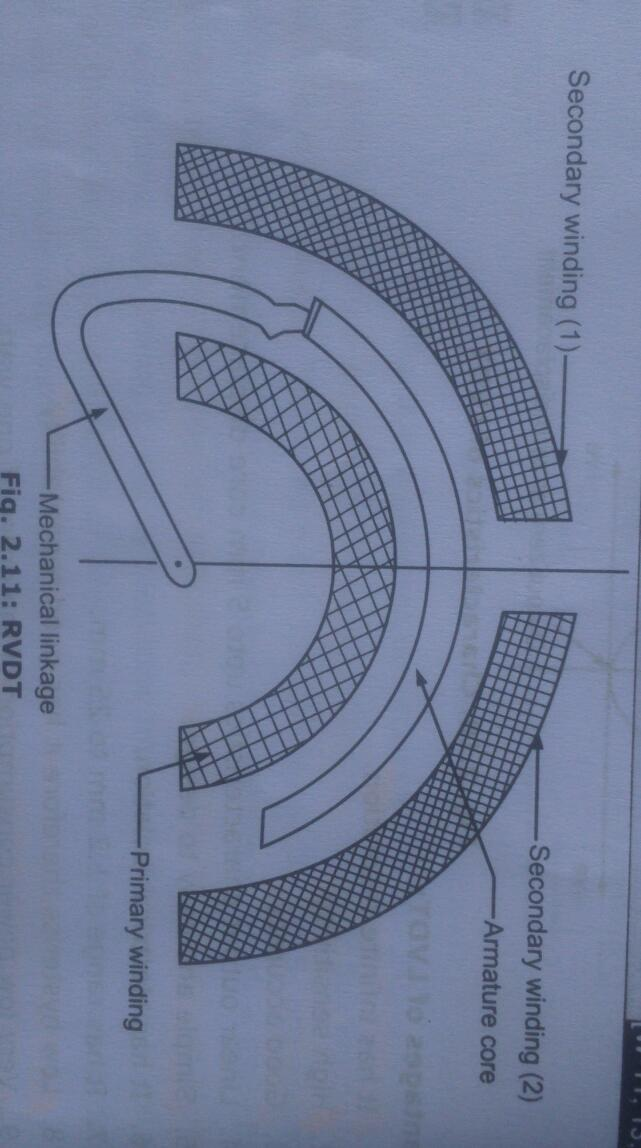 Secondary winding (1)
Secondary winding (2)
Armature core
Primary winding
Mechanical linkage
Fig. 2.11: RVDT